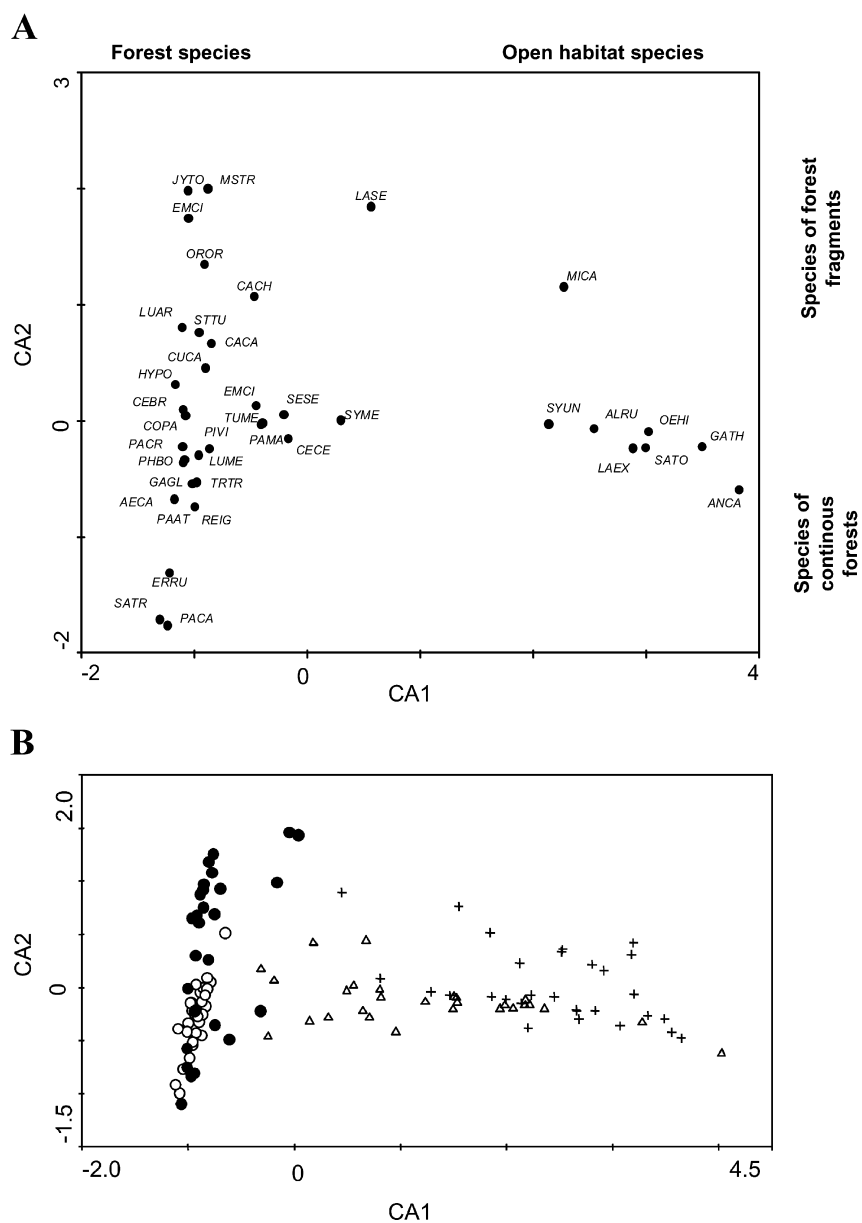 A
Forest species Open habitat species
3
JYTO MSTR
EMCI
LASE
OROR
MICA
CACH
LUAR
STTU
CACA
CUCA
HYPO
EMCI SESE
CEBR
SYME
TUME
COPA
PIVI
PAMA
CECE
PACR
PHBO
LUME
GAGL
TRTR
AECA
PAAT REIG
SYUN
ALRU
OEHI
GATH
LAEX
SATO
ANCA
ERRU
SATR
PACA
CA2
0
-2
-2 0 4
CA1
Species of forest
fragments
Species of
continous
forests
B
2.0
CA2
0
-1.5
-2.0 0 4.5
CA1